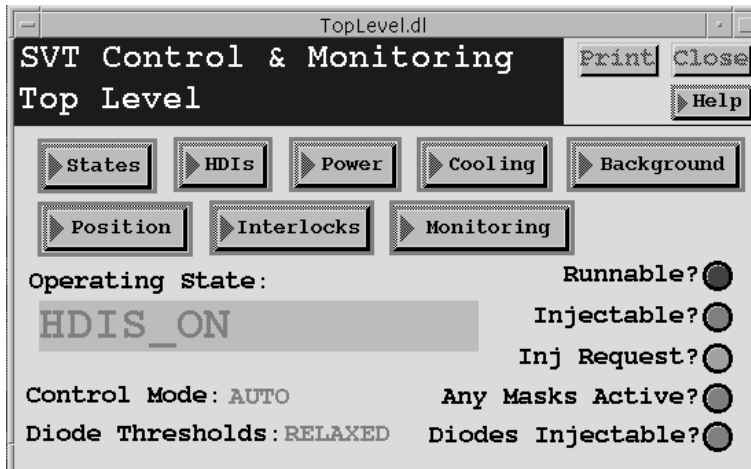 TopLevel.dl
SVT Control & Monitoring
Top Level
Print Close
Help
States HDIs Power Cooling Background
Position Interlocks Monitoring
Operating State:
HDIS_ON
Runnable?
Injectable?
Inj Request?
Control Mode: AUTO
Any Masks Active?
Diode Thresholds: RELAXED
Diodes Injectable?